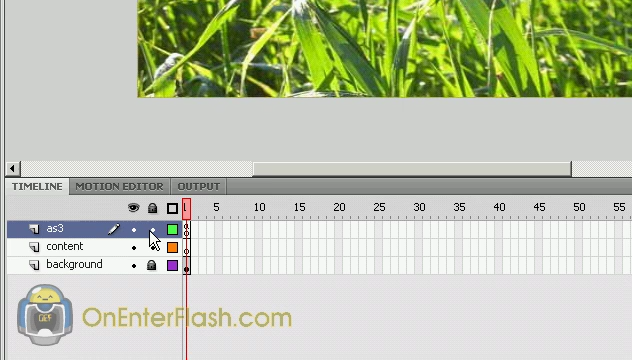 TIMELINE MOTION EDITOR OUTPUT
1 5 10 15 20 25 30 35 40 45 50 55
as3
content
background
OEF
OnEnterFlash.com